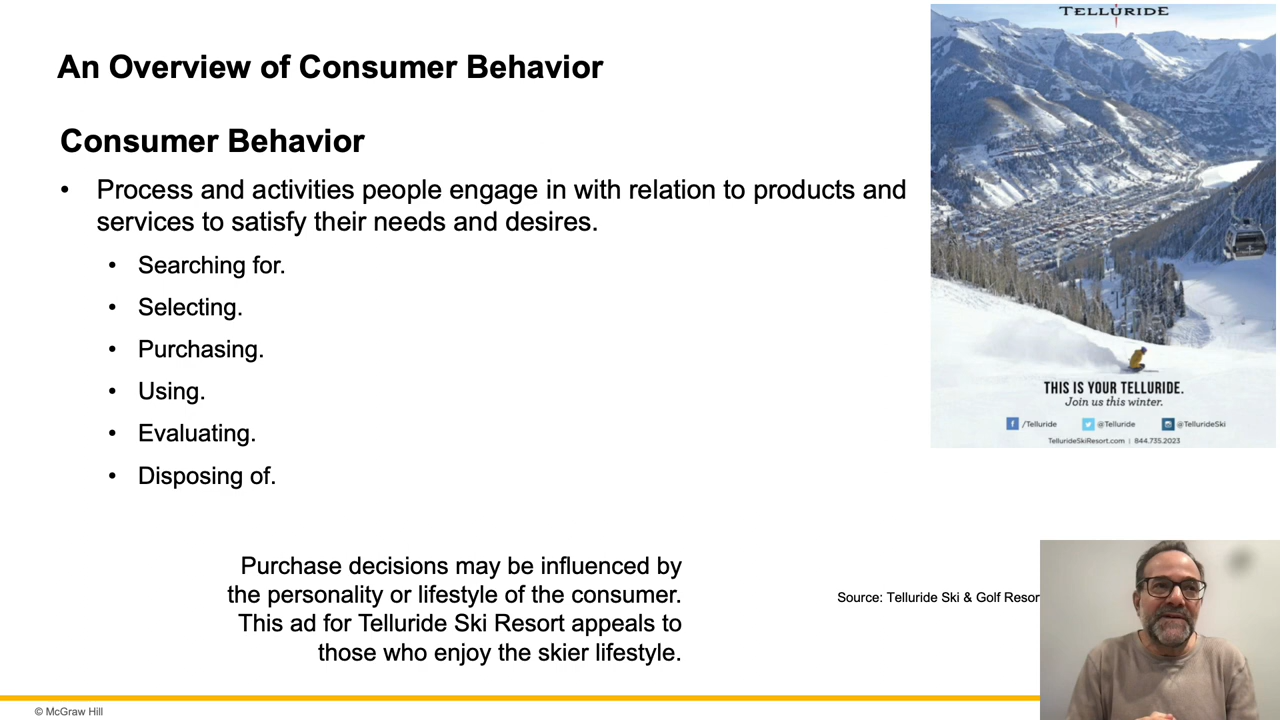 An Overview of Consumer Behavior
Consumer Behavior
• Process and activities people engage in with relation to products and
services to satisfy their needs and desires.
• Searching for.
• Selecting.
• Purchasing.
• Using.
• Evaluating.
• Disposing of.
Purchase decisions may be influenced by
the personality or lifestyle of the consumer.
This ad for Telluride Ski Resort appeals to
those who enjoy the skier lifestyle.
TELLURIDE
THIS IS YOUR TELLURIDE.
Join us this winter.
/Telluride @Telluride @TellurideSki
TellurideSkiResort.com | 844.735.2023
Source: Telluride Ski & Golf Resor
© McGraw Hill